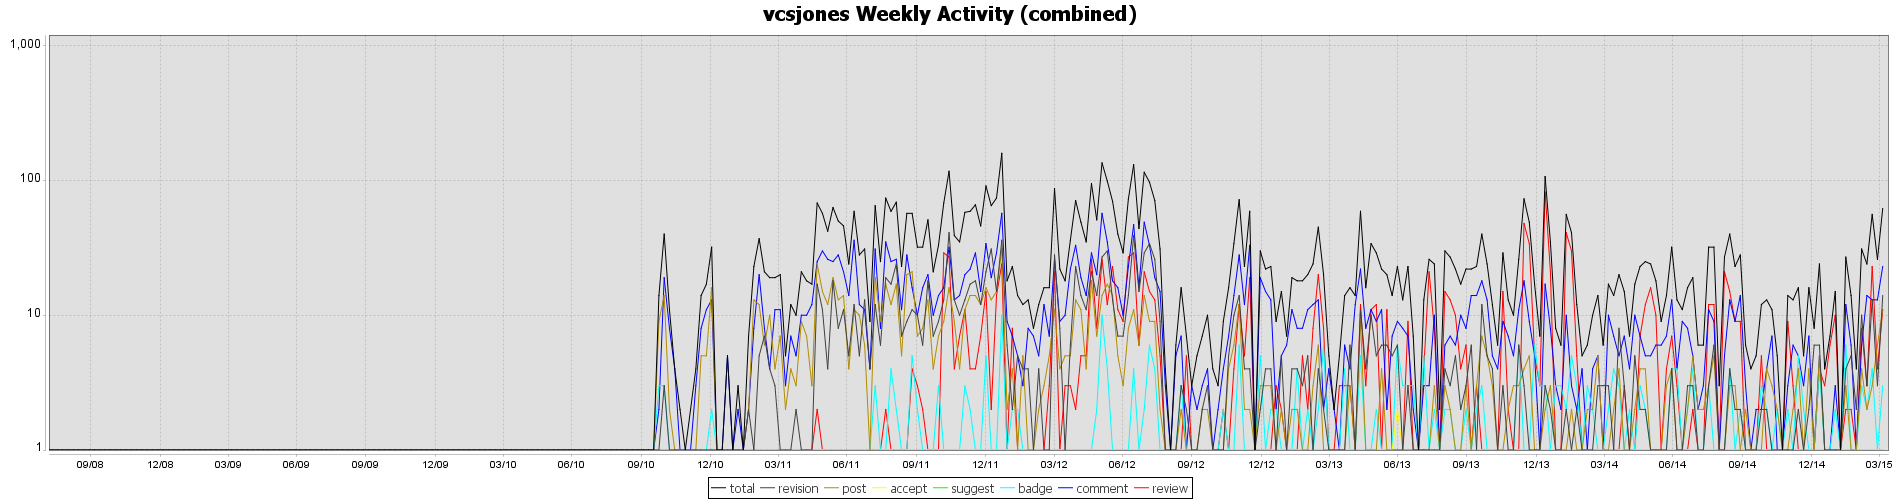 vcsjones Weekly Activity (combined)
1,000
100
10
1
09/08 12/08 03/09 06/09 09/09 12/09 03/10 06/10 09/10 12/10 03/11 06/11 09/11 12/11 03/12 06/12 09/12 12/12 03/13 06/13 09/13 12/13 03/14 06/14 09/14 12/14 03/15
total revision post accept suggest badge comment review